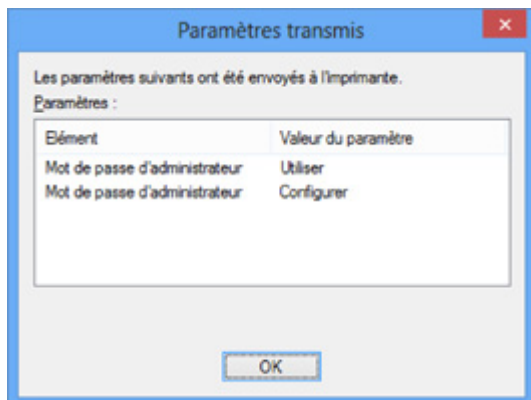 Paramètres transmis
Les paramètres suivants ont été envoyés à l'imprimante.
Paramètres :
Elément Valeur du paramètre
Mot de passe d'administrateur Utiliser
Mot de passe d'administrateur Configurer
OK